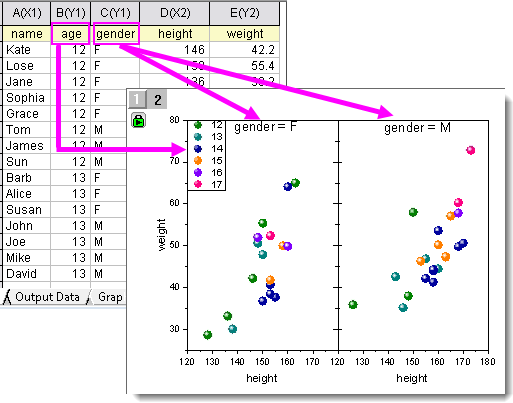 A(X1) B(Y1) C(Y1) D(X2) E(Y2)
name age gender height weight
Kate 12 F 146 42.2
Lose 12 F 55.4
Jane 12 F 136
Sophia 12 F
Grace 12 F
Tom 12 M
James 12 M
Sun 12 M
Barb 13 F
Alice 13 F
Susan 13 F
John 13 M
Joe 13 M
Mike 13 M
David 13 M
Output Data Grap
1 2
12
13
14
15
16
17
gender = F gender = M
weight
80
70
60
50
40
30
120 130 140 150 160 170 120 130 140 150 160 170 180
height height